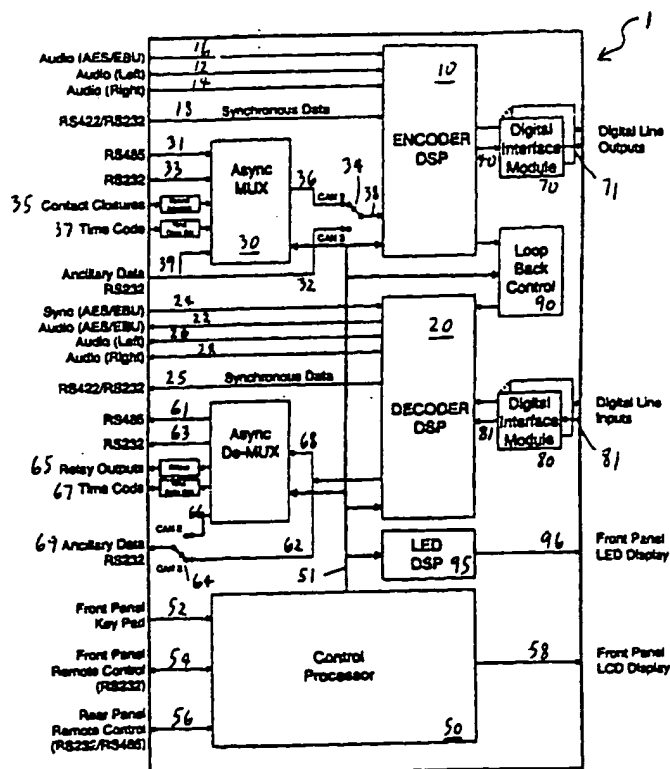 1
Audio (AES/EBU) 16
Audio (Left) 12
Audio (Right) 14
RS422/RS232 18 Synchronous Data
10
ENCODER DSP
40
Digital Interface Module
70
71
Digital Line Outputs
RS485 31
RS232 33
35 Contact Closures
37 Time Code
39
Async MUX
30
36
34
38
CAN 2
CAN 3
32
Ancillary Data RS232
Loop Back Control
90
Sync (AES/EBU) 24
Audio (AES/EBU) 22
Audio (Left) 26
Audio (Right) 28
RS422/RS232 25 Synchronous Data
20
DECODER DSP
81
Digital Interface Module
80
81
Digital Line Inputs
RS485 61
RS232 63
65 Relay Outputs
67 Time Code
Async De-MUX
68
66
62
64
69 Ancillary Data RS232
51
LED DSP
95
96
Front Panel LED Display
Front Panel Key Pad
52
Front Panel Remote Control (RS232)
54
Rear Panel Remote Control (RS232/RS485)
56
Control Processor
50
58
Front Panel LCD Display